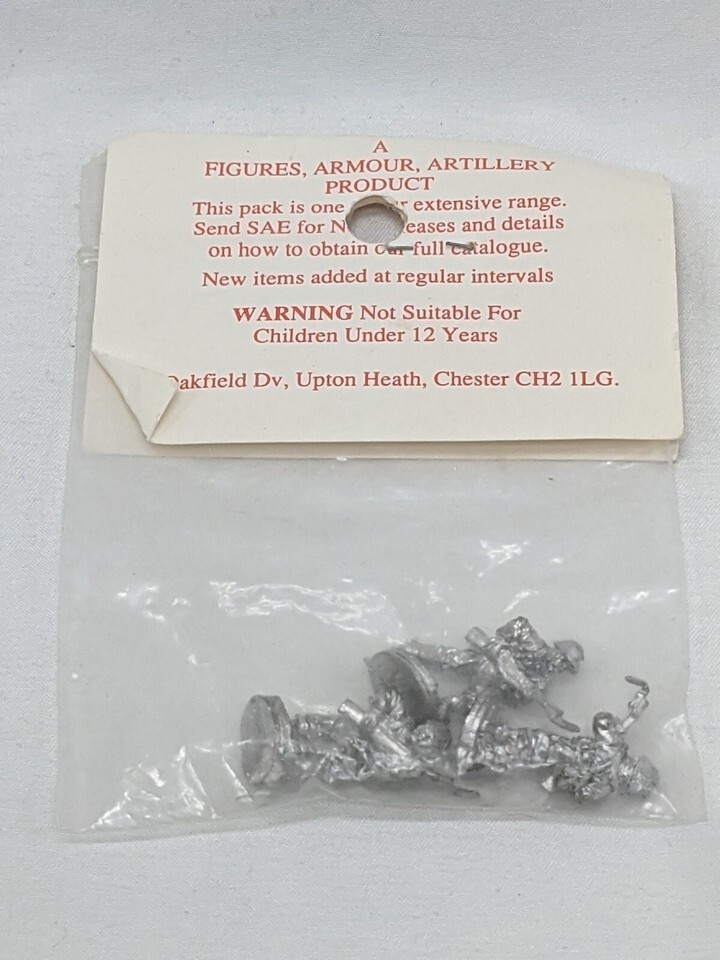 A
FIGURES, ARMOUR, ARTILLERY
PRODUCT
This pack is one extensive range.
Send SAE for and details
on how to obtain our full catalogue.
New items added at regular intervals
WARNING Not Suitable For
Children Under 12 Years
Oakfield Dv, Upton Heath, Chester CH2 1LG.